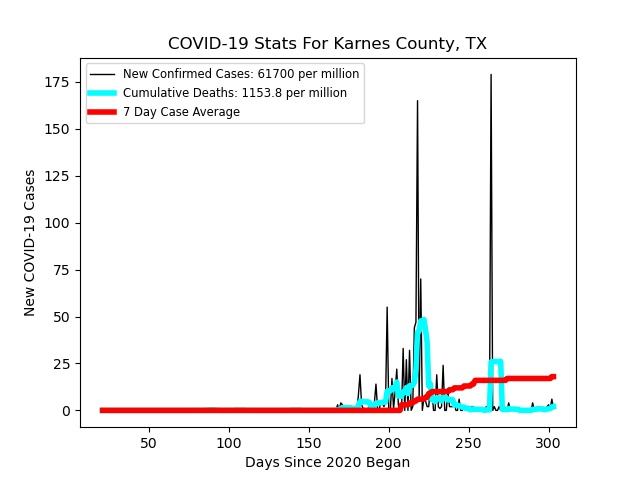 COVID-19 Stats For Karnes County, TX
New Confirmed Cases: 61700 per million
Cumulative Deaths: 1153.8 per million
7 Day Case Average
New COVID-19 Cases
175
150
125
100
75
50
25
0
50 100 150 200 250 300
Days Since 2020 Began